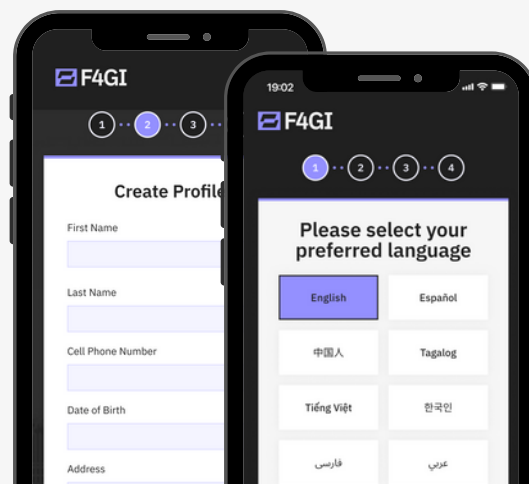 F4GI
1 2 3
Create Profile
First Name
Last Name
Cell Phone Number
Date of Birth
Address
19:02
F4GI
1 2 3 4
Please select your
preferred language
English
Español
中国人
Tagalog
Tiếng Việt
한국인
فارسی
عربي